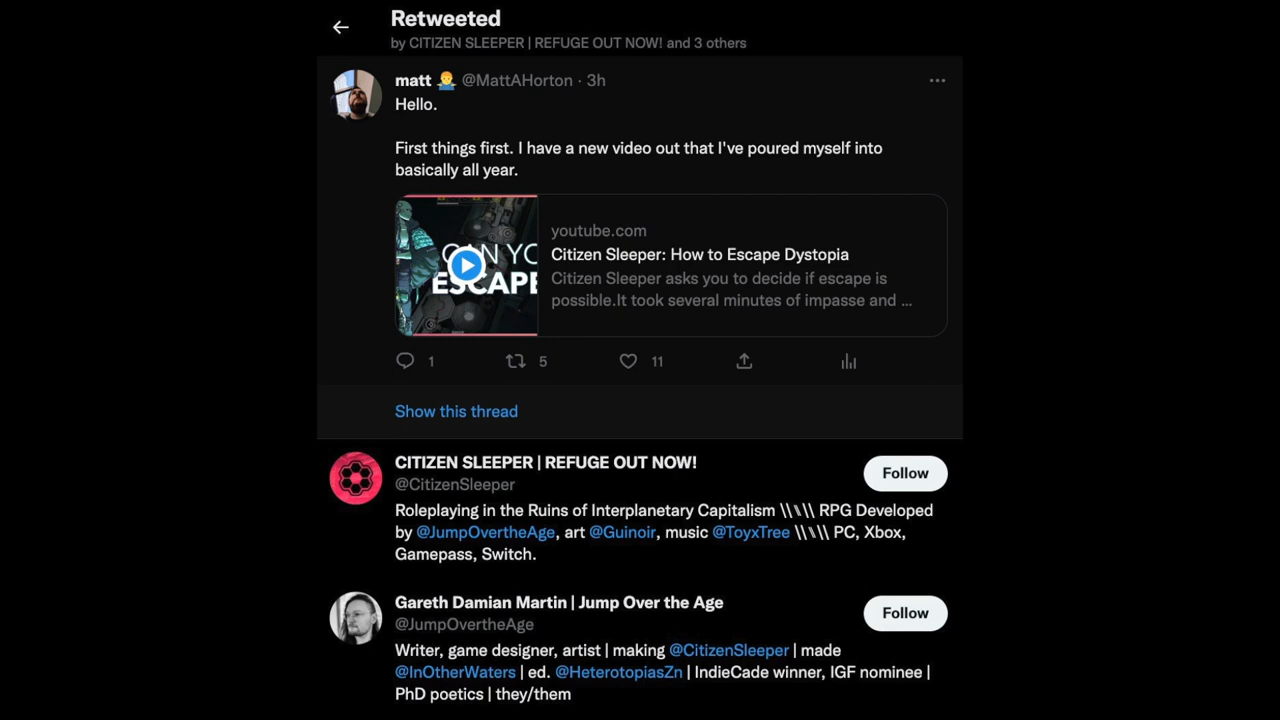 Retweeted
by CITIZEN SLEEPER | REFUGE OUT NOW! and 3 others
matt 🤷‍♂️ @MattAHorton · 3h
Hello.
First things first. I have a new video out that I've poured myself into
basically all year.
CAN YO
ESCAPE
youtube.com
Citizen Sleeper: How to Escape Dystopia
Citizen Sleeper asks you to decide if escape is
possible.It took several minutes of impasse and ...
1 5 11
Show this thread
CITIZEN SLEEPER | REFUGE OUT NOW!
Follow
@CitizenSleeper
Roleplaying in the Ruins of Interplanetary Capitalism \\⑊\\ RPG Developed
by @JumpOvertheAge, art @Guinoir, music @ToyxTree \\⑊\\ PC, Xbox,
Gamepass, Switch.
Gareth Damian Martin | Jump Over the Age
Follow
@JumpOvertheAge
Writer, game designer, artist | making @CitizenSleeper | made
@InOtherWaters | ed. @HeterotopiasZn | IndieCade winner, IGF nominee |
PhD poetics | they/them